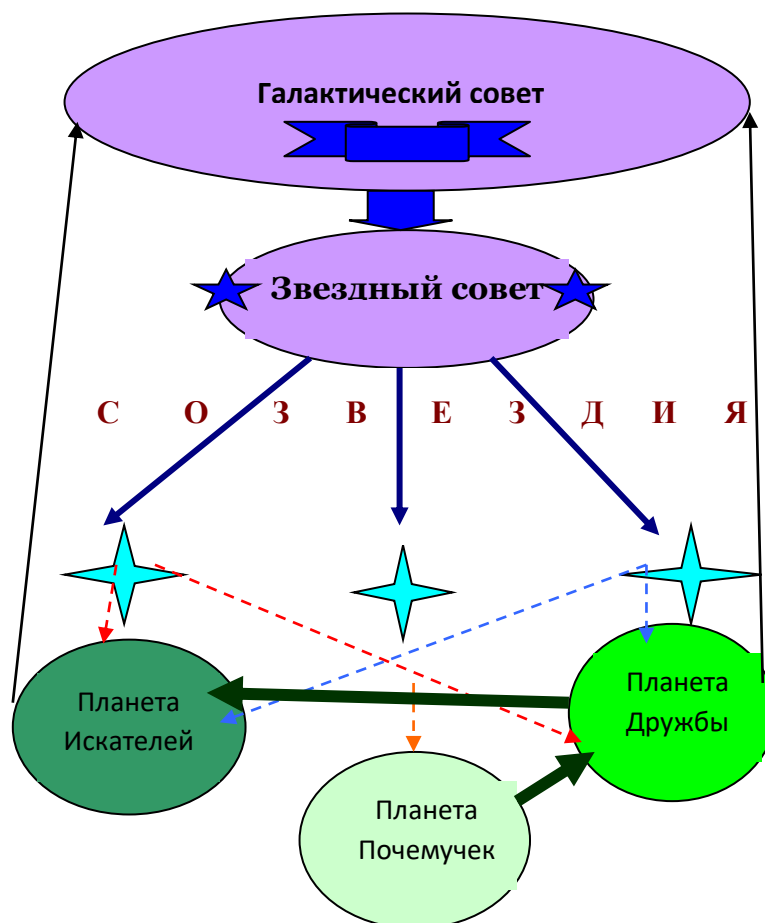 Галактический совет
Звездный совет
С О З В Е З Д И Я
Планета
Искателей
Планета
Дружбы
Планета
Почемучек